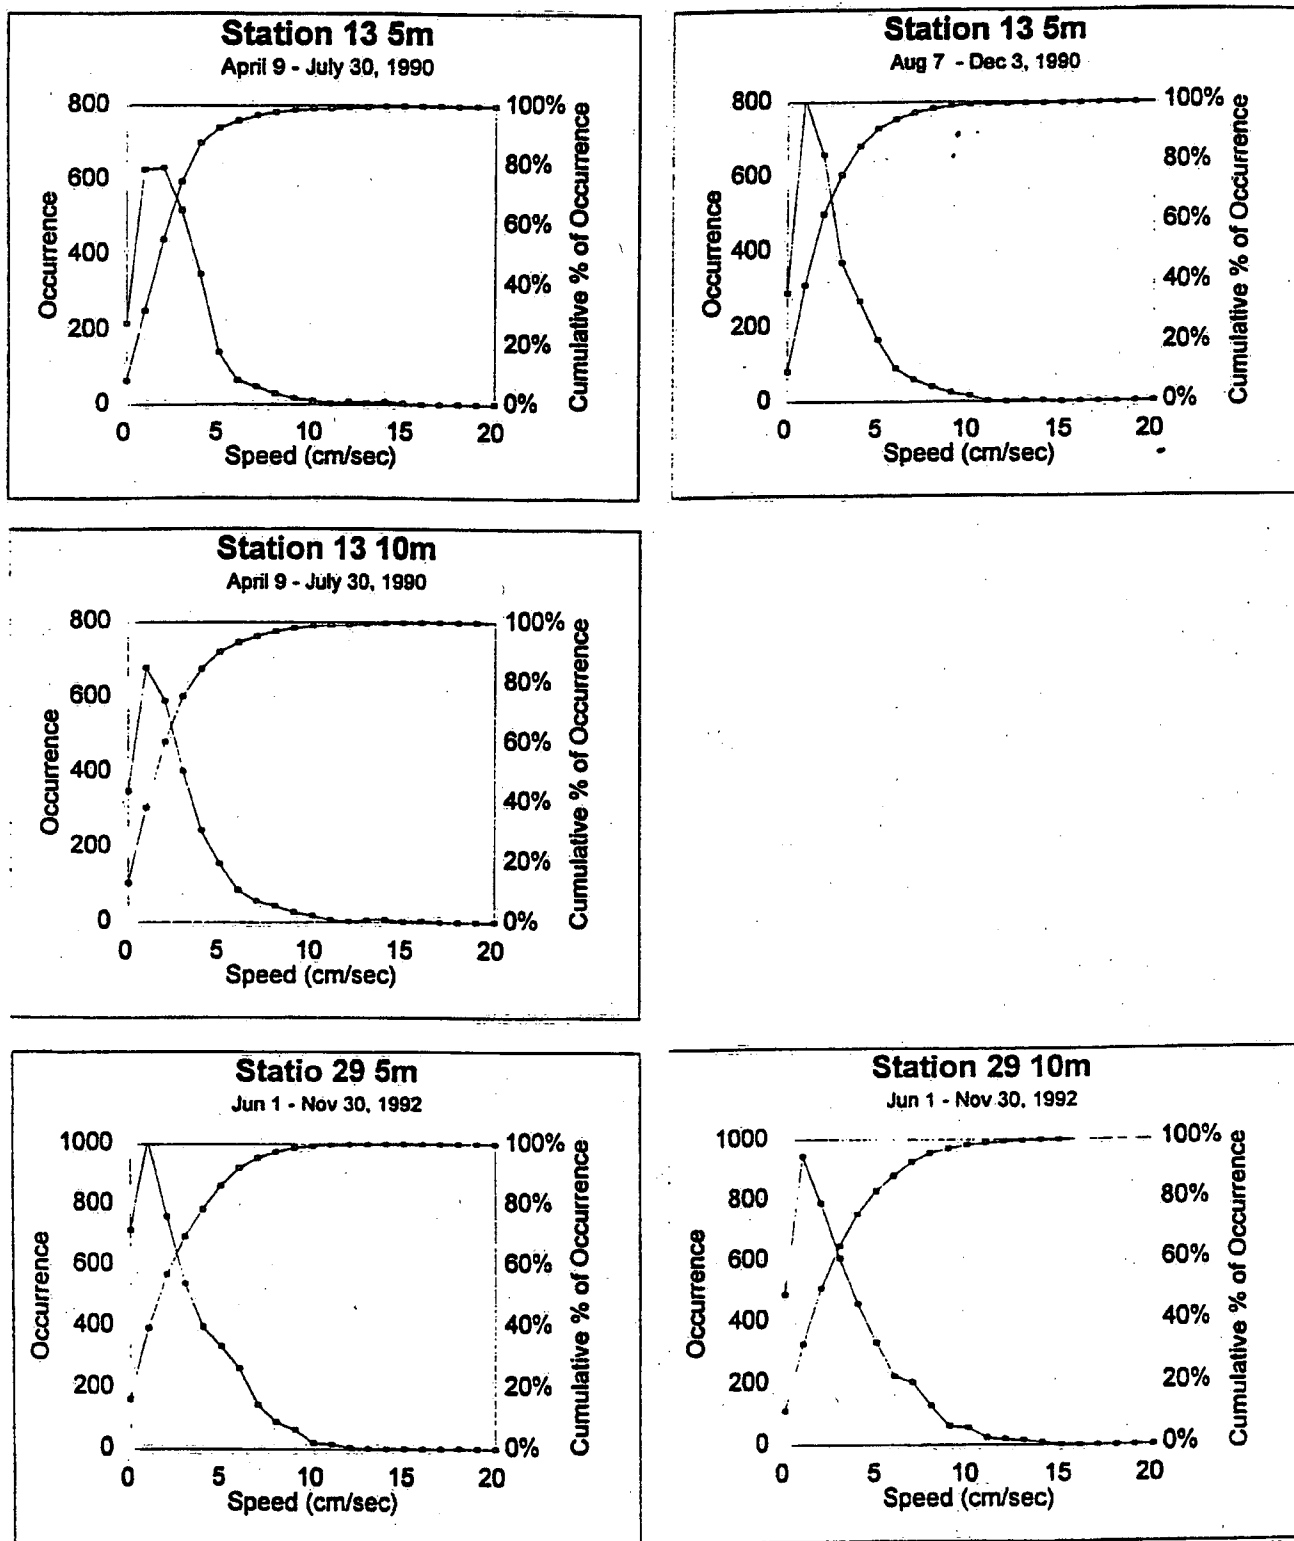 Station 13 5m
April 9 - July 30, 1990
800
600
400
200
0
100%
80%
60%
40%
20%
0%
0 5 10 15 20
Occurrence
Cumulative % of Occurrence
Speed (cm/sec)
Station 13 5m
Aug 7 - Dec 3, 1990
800
600
400
200
0
100%
80%
60%
40%
20%
0%
0 5 10 15 20
Occurrence
Cumulative % of Occurrence
Speed (cm/sec)
Station 13 10m
April 9 - July 30, 1990
800
600
400
200
0
100%
80%
60%
40%
20%
0%
0 5 10 15 20
Occurrence
Cumulative % of Occurrence
Speed (cm/sec)
Statio 29 5m
Jun 1 - Nov 30, 1992
1000
800
600
400
200
0
100%
80%
60%
40%
20%
0%
0 5 10 15 20
Occurrence
Cumulative % of Occurrence
Speed (cm/sec)
Station 29 10m
Jun 1 - Nov 30, 1992
1000
800
600
400
200
0
100%
80%
60%
40%
20%
0%
0 5 10 15 20
Occurrence
Cumulative % of Occurrence
Speed (cm/sec)